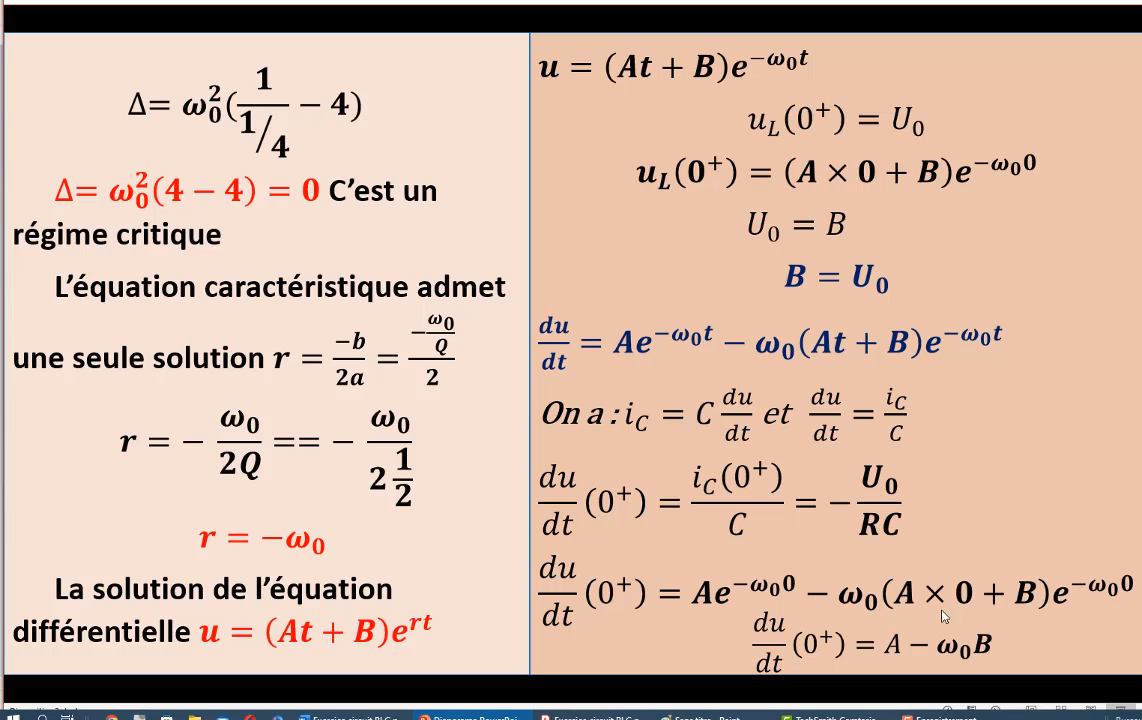 Δ= ω₀²(1/(1/4) − 4)
Δ= ω₀²(4 − 4) = 0 C'est un
régime critique
L'équation caractéristique admet
une seule solution r = −b/2a = (−ω₀/Q)/2
r = − ω₀/2Q == − ω₀/(2 1/2)
r = −ω₀
La solution de l'équation
différentielle u = (At + B)eʳᵗ
u = (At + B)e^(−ω₀t)
u_L(0⁺) = U₀
u_L(0⁺) = (A × 0 + B)e^(−ω₀0)
U₀ = B
B = U₀
du/dt = Ae^(−ω₀t) − ω₀(At + B)e^(−ω₀t)
On a : i_C = C du/dt et du/dt = i_C/C
du/dt (0⁺) = i_C(0⁺)/C = − U₀/RC
du/dt (0⁺) = Ae^(−ω₀0) − ω₀(A × 0 + B)e^(−ω₀0)
du/dt (0⁺) = A − ω₀B